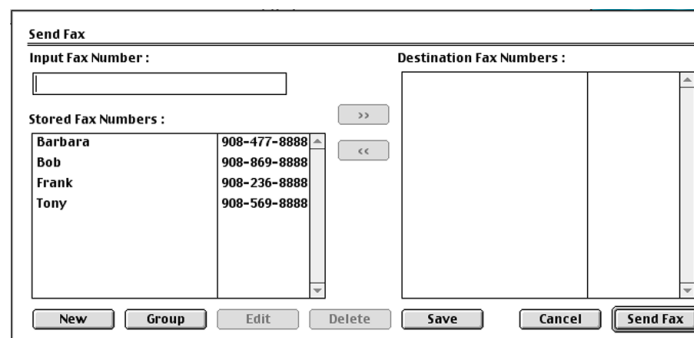 Send Fax
Input Fax Number :
Destination Fax Numbers :
>>
Stored Fax Numbers :
<<
Barbara 908-477-8888
Bob 908-869-8888
Frank 908-236-8888
Tony 908-569-8888
New Group Edit Delete Save Cancel Send Fax